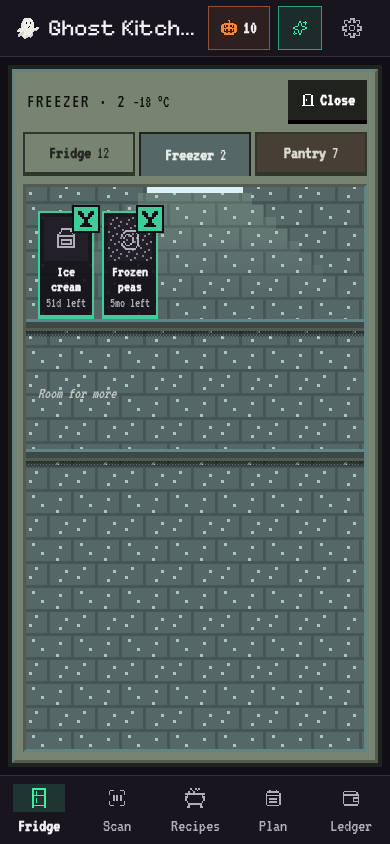 Ghost Kitch…
10
FREEZER · 2 -18 °C
Close
Fridge 12
Freezer 2
Pantry 7
Ice cream
51d left
Frozen peas
5mo left
Room for more
Fridge
Scan
Recipes
Plan
Ledger